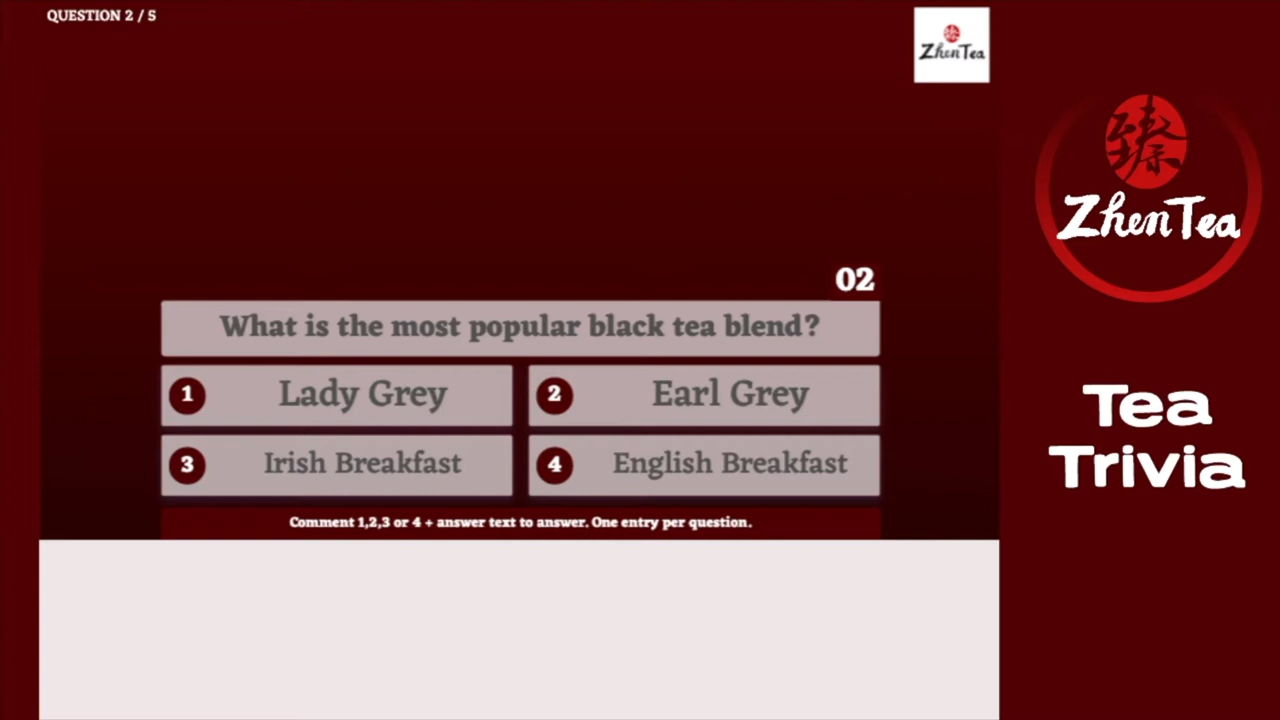 QUESTION 2 / 5
臻
ZhenTea
02
What is the most popular black tea blend?
1 Lady Grey
2 Earl Grey
3 Irish Breakfast
4 English Breakfast
Comment 1,2,3 or 4 + answer text to answer. One entry per question.
臻
ZhenTea
Tea
Trivia